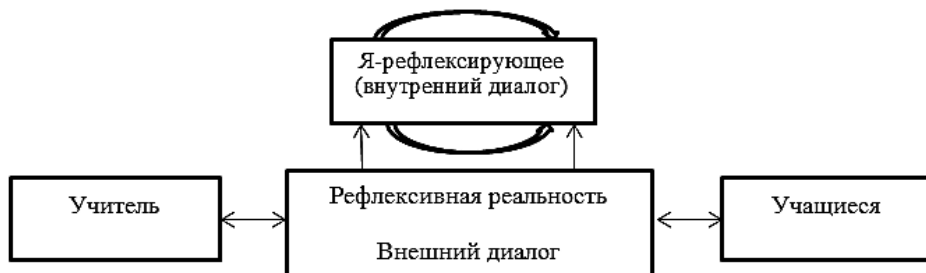 Я-рефлексирующее
(внутренний диалог)
Учитель
Рефлексивная реальность
Внешний диалог
Учащиеся